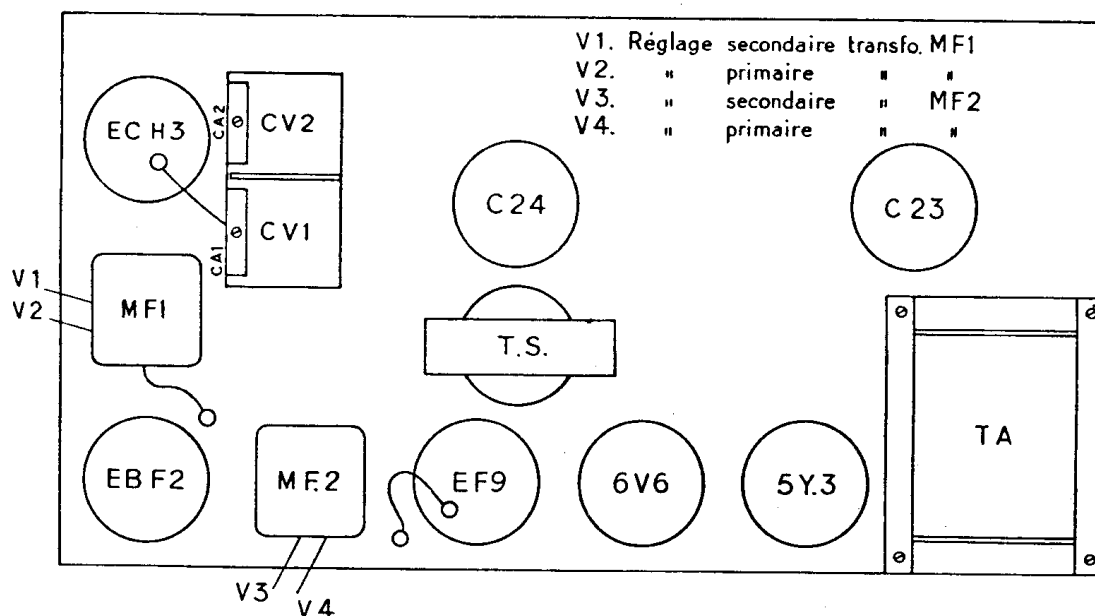 V1. Réglage secondaire transfo. MF1
V2. " primaire " "
V3. " secondaire " MF2
V4. " primaire " "
ECH3
CA2
CV2
CA1
CV1
C24
C23
V1
V2
MF1
T.S.
TA
EBF2
MF.2
EF9
6V6
5Y.3
V3
V4